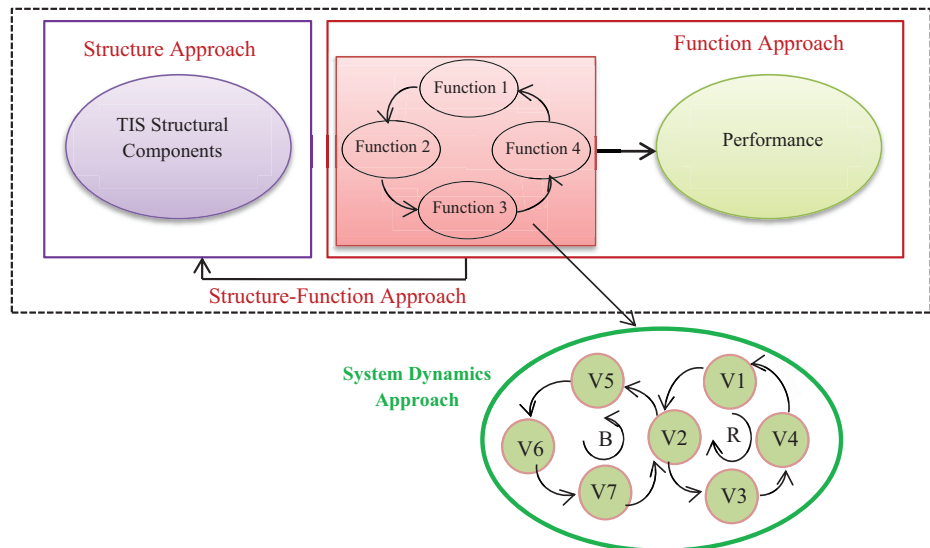 Structure Approach
Function Approach
TIS Structural
Components
Function 1
Function 2
Function 4
Function 3
Performance
Structure-Function Approach
System Dynamics
Approach
V5
V1
V6
B
V2
R
V4
V7
V3